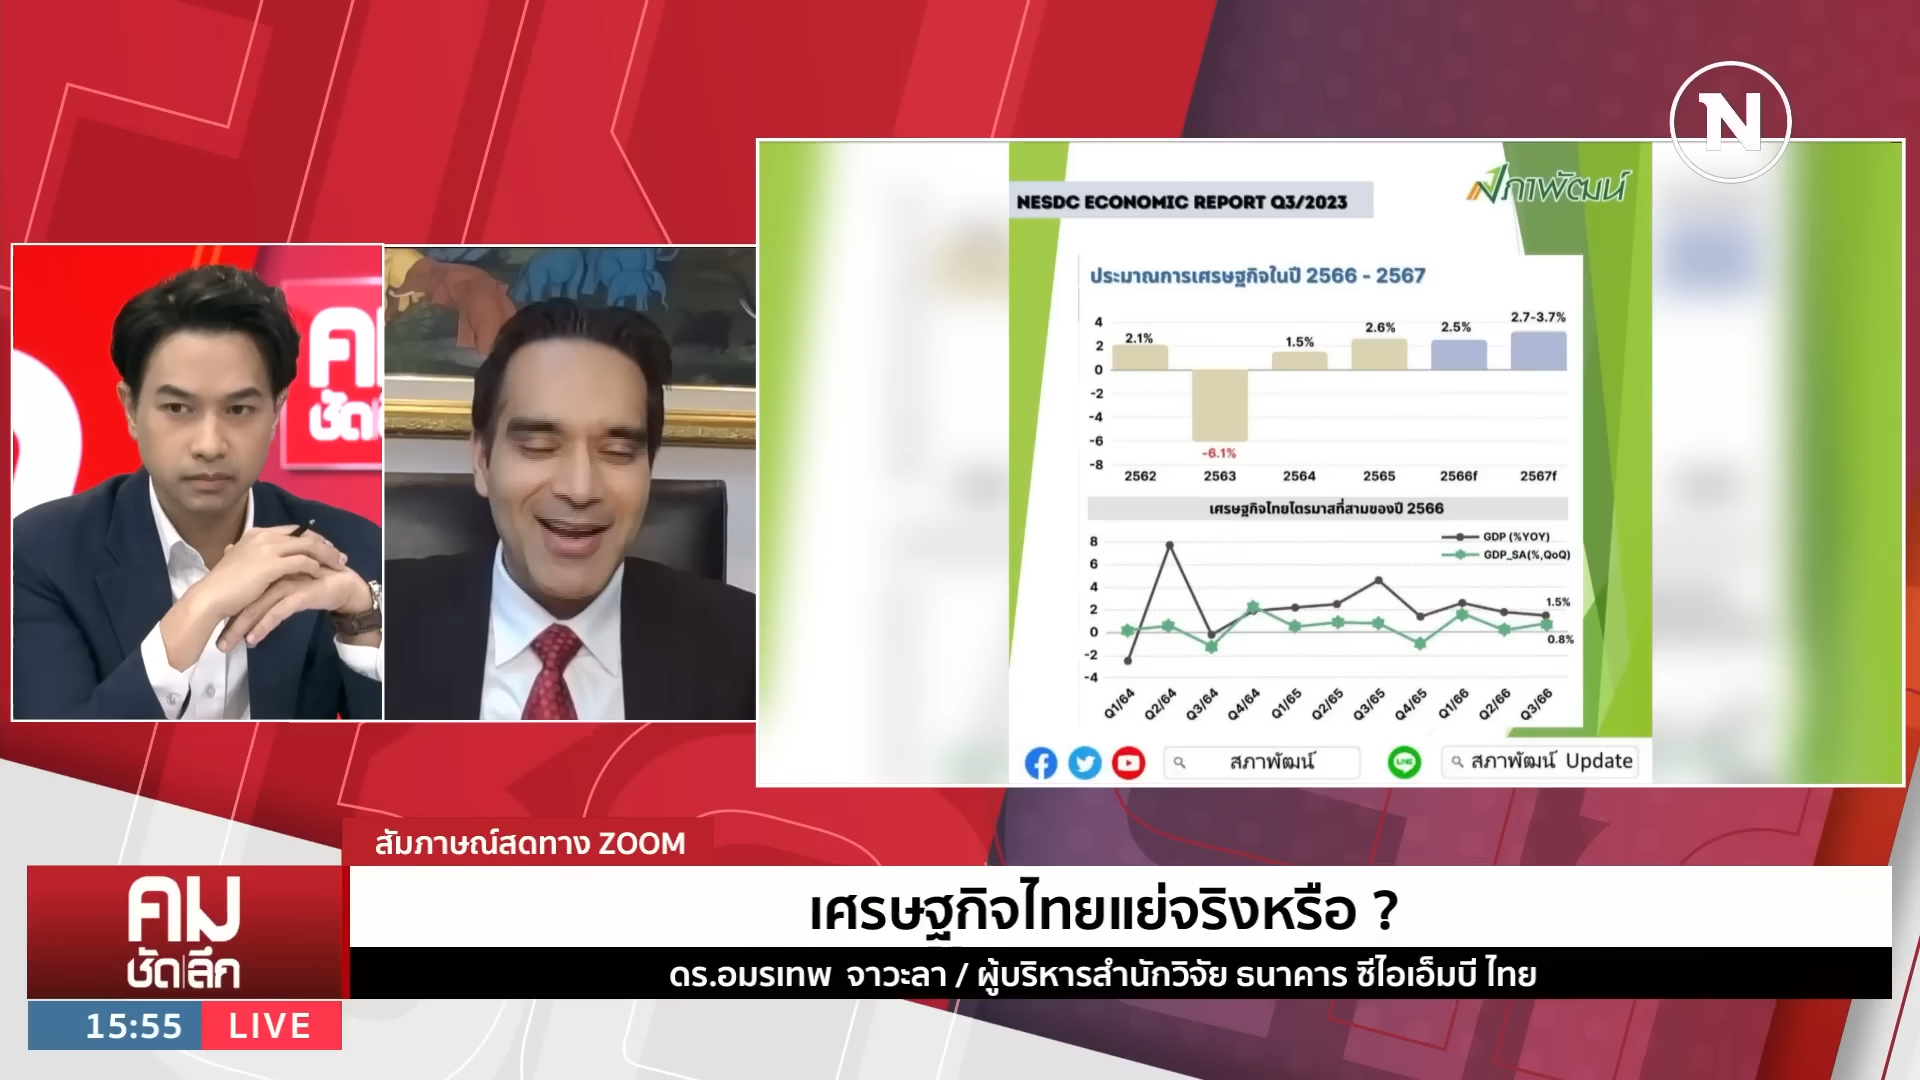 N
NESDC ECONOMIC REPORT Q3/2023
สภาพัฒน์
ประมาณการเศรษฐกิจในปี 2566 - 2567
4
2
0
-2
-4
-6
-8
2.1%
-6.1%
1.5%
2.6%
2.5%
2.7-3.7%
2562 2563 2564 2565 2566f 2567f
เศรษฐกิจไทยไตรมาสที่สามของปี 2566
GDP (%YOY)
GDP_SA(%,QoQ)
8
6
4
2
0
-2
-4
1.5%
0.8%
Q1/64 Q2/64 Q3/64 Q4/64 Q1/65 Q2/65 Q3/65 Q4/65 Q1/66 Q2/66 Q3/66
สภาพัฒน์
LINE
สภาพัฒน์ Update
คม
ชัด
สัมภาษณ์สดทาง ZOOM
คม
ชัดลึก
เศรษฐกิจไทยแย่จริงหรือ ?
ดร.อมรเทพ จาวะลา / ผู้บริหารสำนักวิจัย ธนาคาร ซีไอเอ็มบี ไทย
15:55 LIVE